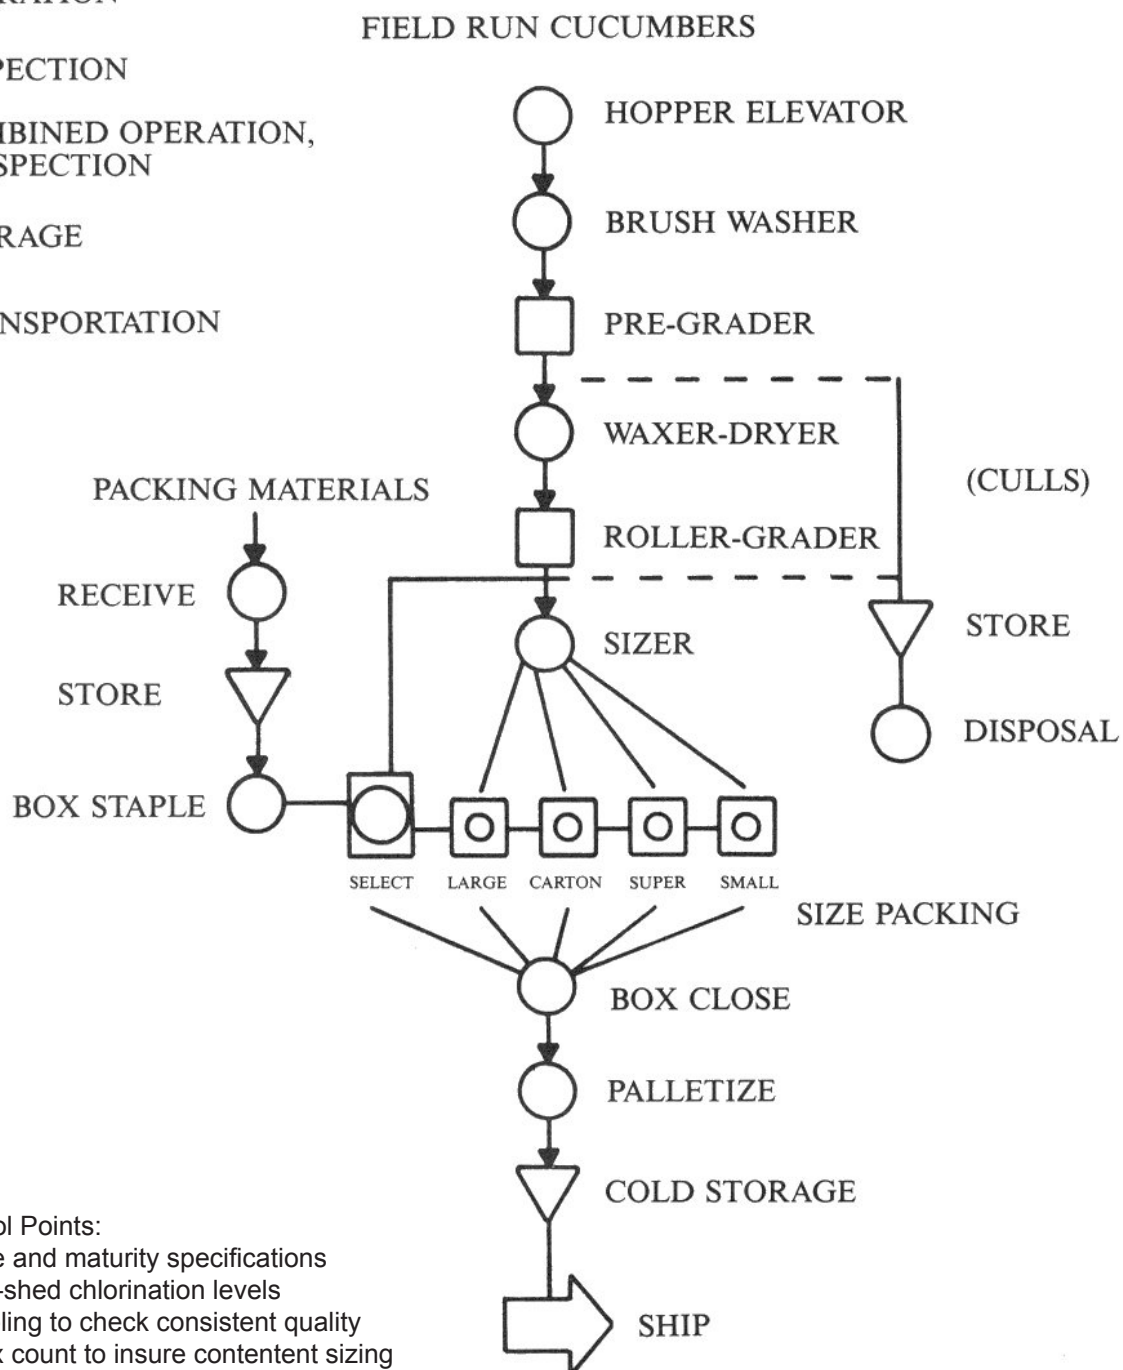 RATION
PECTION
MBINED OPERATION,
SPECTION
RAGE
NSPORTATION
FIELD RUN CUCUMBERS
HOPPER ELEVATOR
BRUSH WASHER
PRE-GRADER
WAXER-DRYER
(CULLS)
PACKING MATERIALS
ROLLER-GRADER
RECEIVE
STORE
SIZER
STORE
DISPOSAL
BOX STAPLE
SELECT LARGE CARTON SUPER SMALL
SIZE PACKING
BOX CLOSE
PALLETIZE
COLD STORAGE
SHIP
ol Points:
e and maturity specifications
-shed chlorination levels
ling to check consistent quality
x count to insure contentent sizing